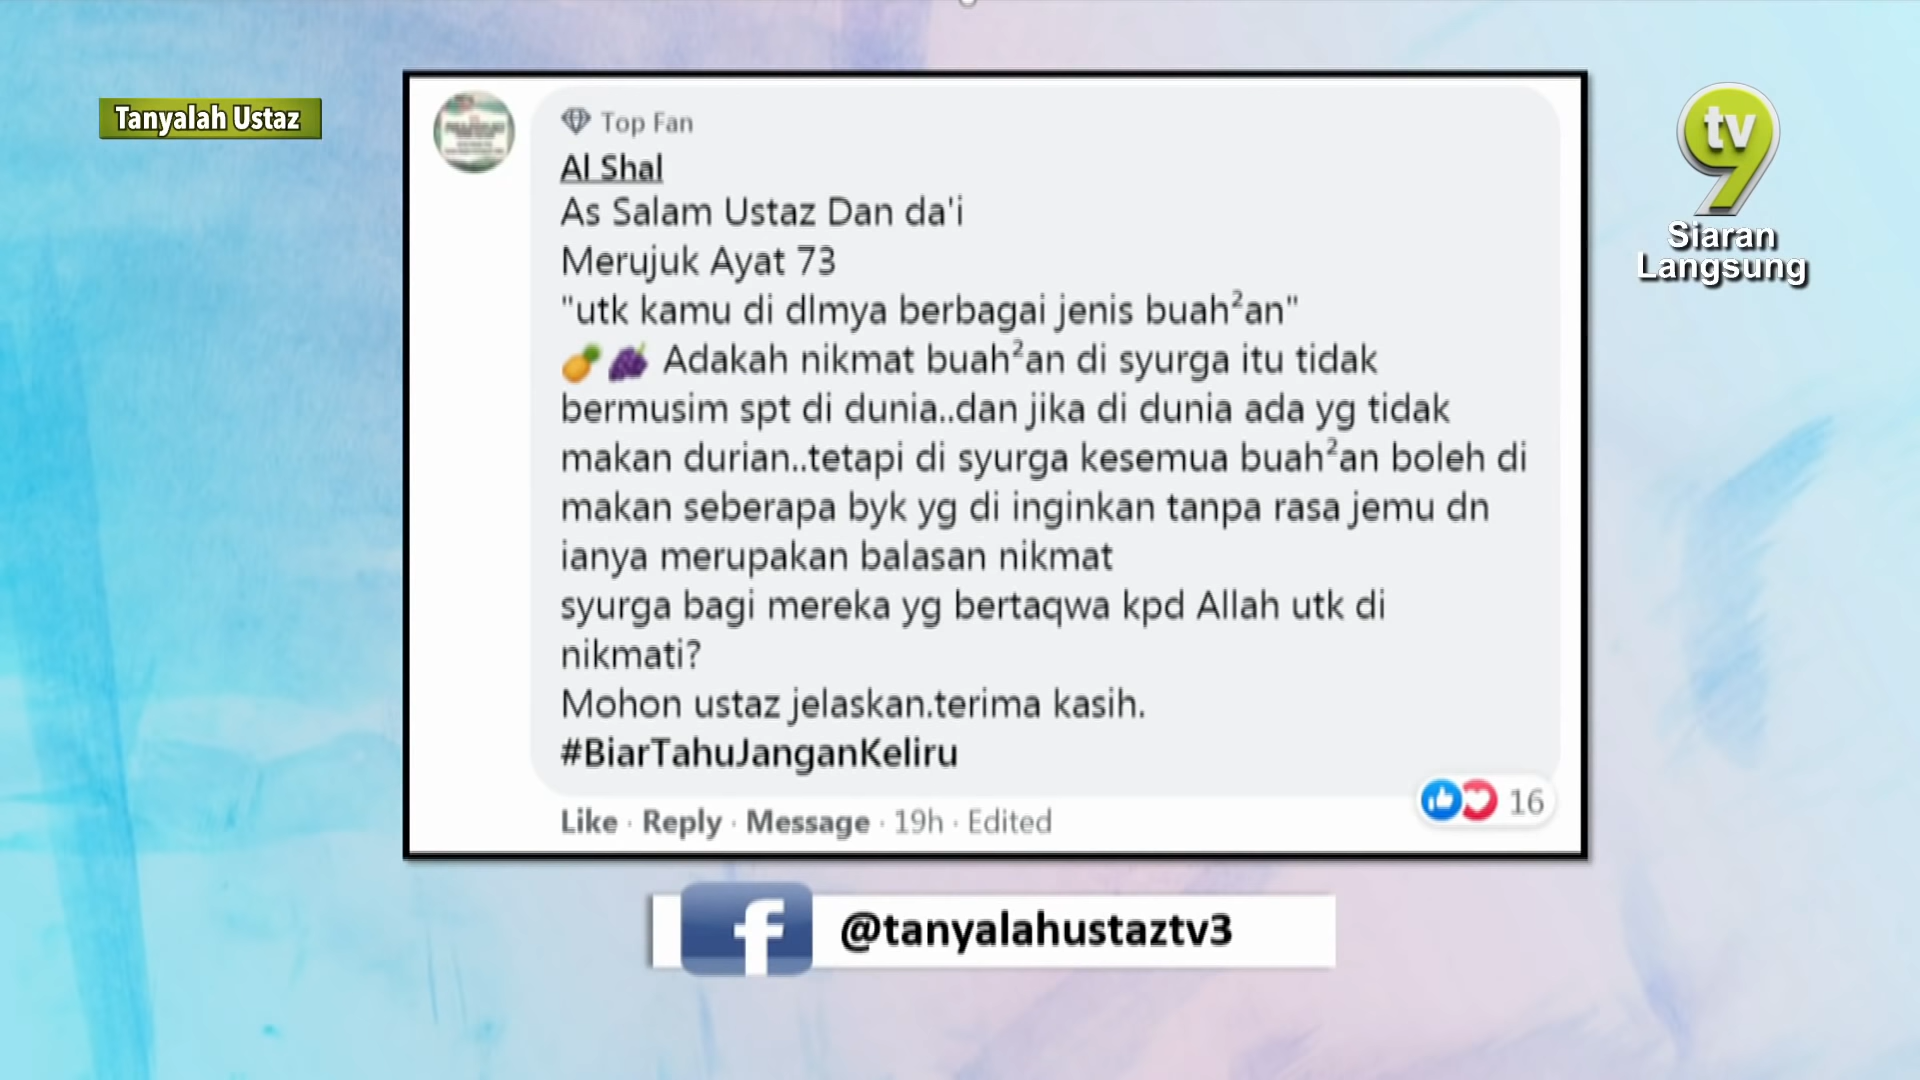 Tanyalah Ustaz
tv9
Siaran
Langsung
Top Fan
Al Shal
As Salam Ustaz Dan da'i
Merujuk Ayat 73
"utk kamu di dlmya berbagai jenis buah²an"
🍍🍇 Adakah nikmat buah²an di syurga itu tidak
bermusim spt di dunia..dan jika di dunia ada yg tidak
makan durian..tetapi di syurga kesemua buah²an boleh di
makan seberapa byk yg di inginkan tanpa rasa jemu dn
ianya merupakan balasan nikmat
syurga bagi mereka yg bertaqwa kpd Allah utk di
nikmati?
Mohon ustaz jelaskan.terima kasih.
#BiarTahuJanganKeliru
Like · Reply · Message · 19h · Edited
16
@tanyalahustaztv3